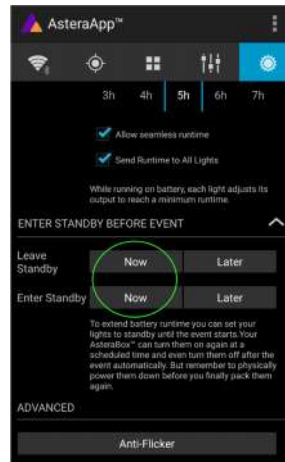 AsteraApp™
3h 4h 5h 6h 7h
Allow seamless runtime
Send Runtime to All Lights
While running on battery, each light adjusts its
output to reach a minimum runtime.
ENTER STANDBY BEFORE EVENT
Leave
Standby
Now Later
Enter Standby Now Later
To extend battery runtime you can set your
lights to standby until the event starts.Your
AsteraBox™ can turn them on again at a
scheduled time and even turn them off after the
event automatically. But remember to physically
power them down before you finally pack them
again.
ADVANCED
Anti-Flicker